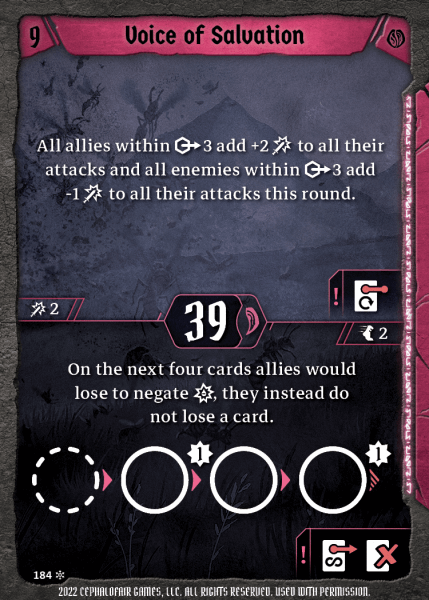 9 Voice of Salvation
All allies within 3 add +2 to all their
attacks and all enemies within 3 add
-1 to all their attacks this round.
!
2
39
2
On the next four cards allies would
lose to negate , they instead do
not lose a card.
1 1
! S
184
2022 CEPHALOFAIR GAMES, LLC. ALL RIGHTS RESERVED. USED WITH PERMISSION.